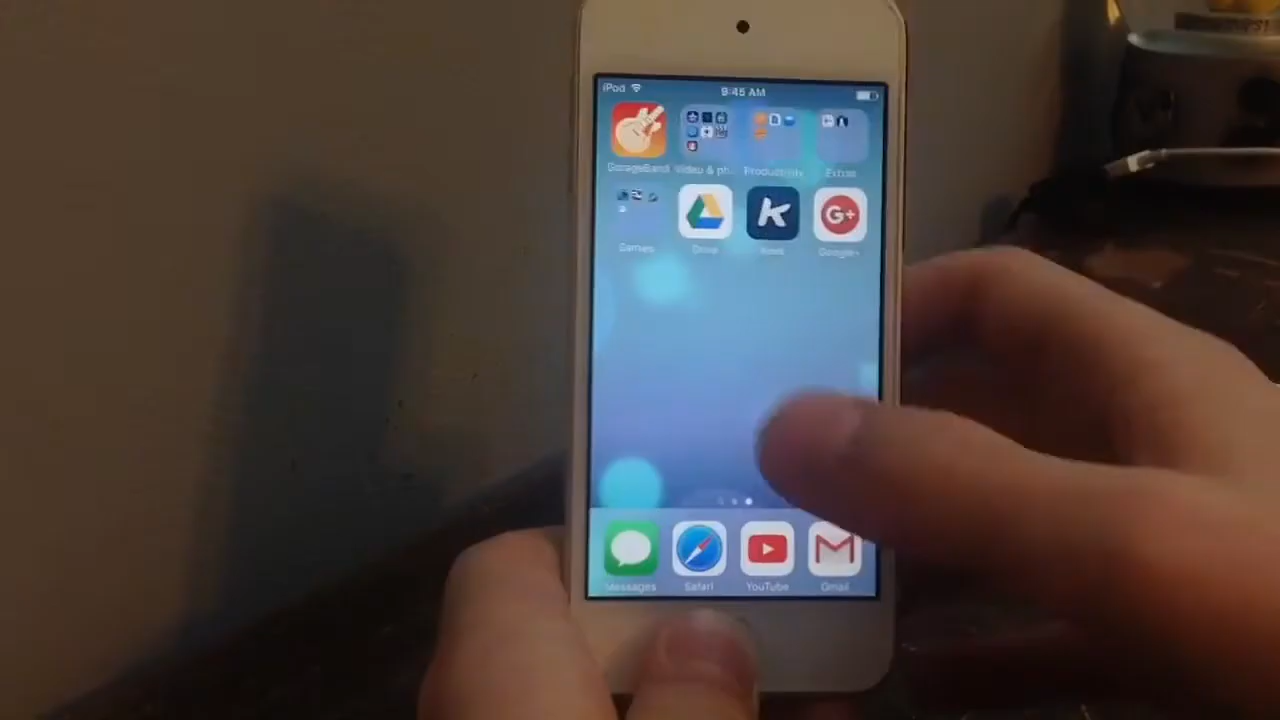 iPod 9:45 AM
GarageBand Video & ph... Productivity Extras
Games Drive Google+
Messages Safari YouTube Gmail